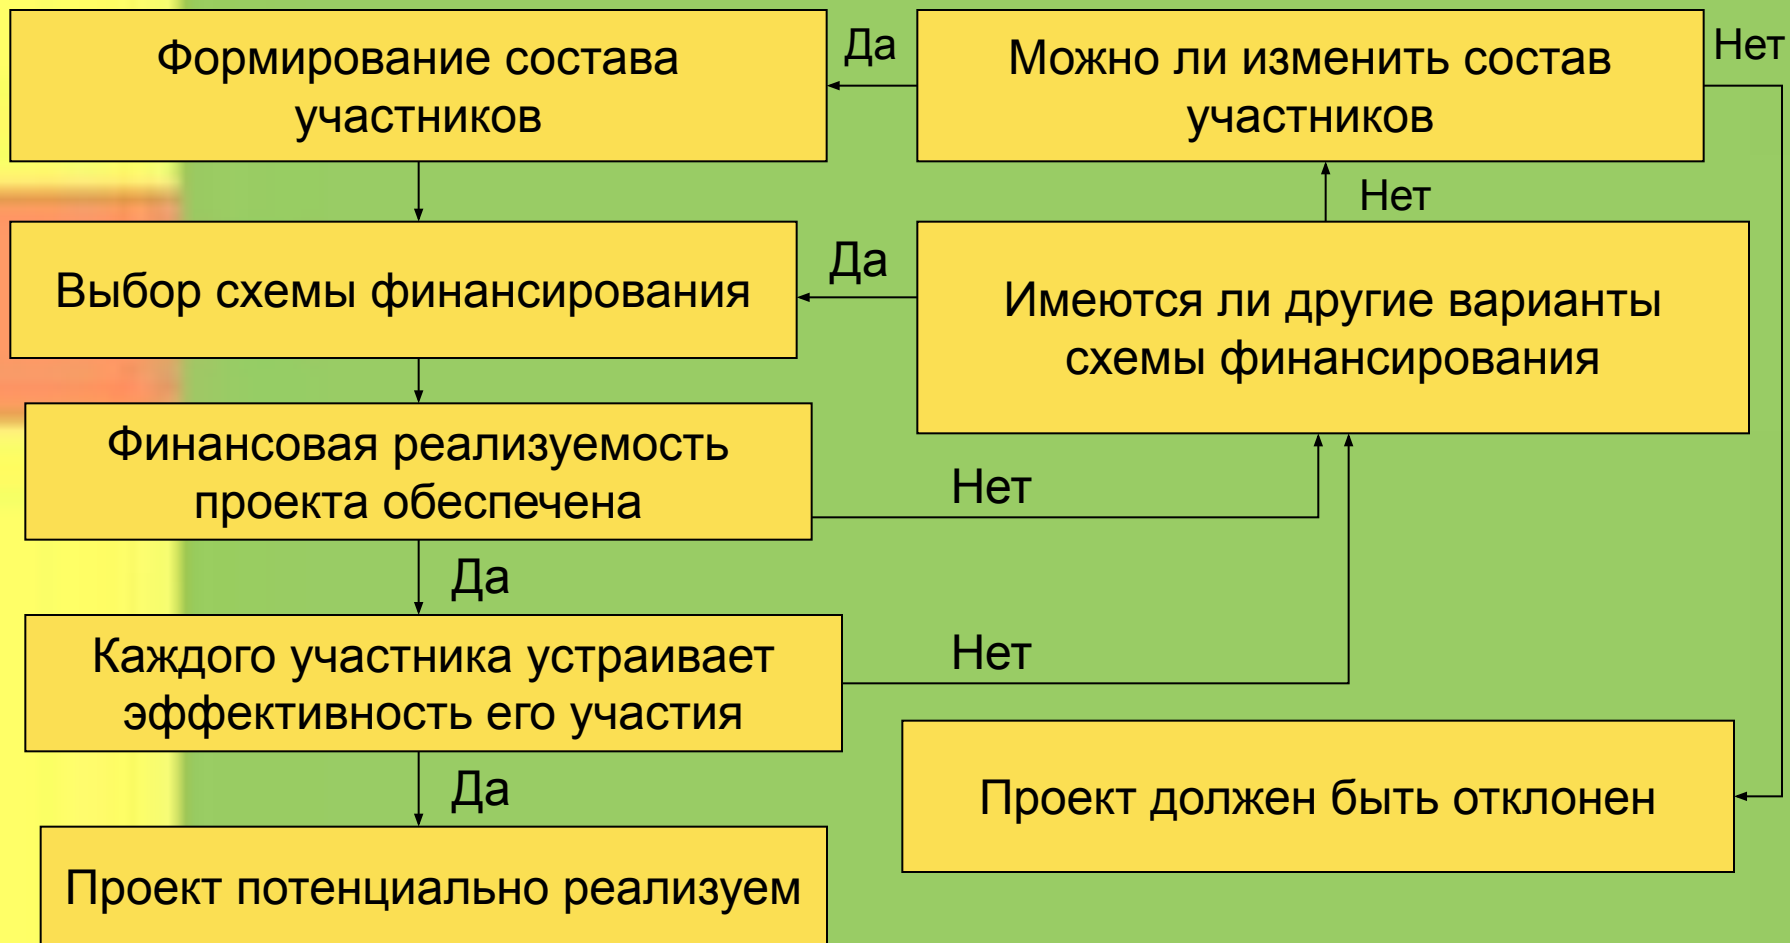 Формирование состава
участников
Да
Можно ли изменить состав
участников
Нет
Нет
Выбор схемы финансирования
Да
Имеются ли другие варианты
схемы финансирования
Финансовая реализуемость
проекта обеспечена
Нет
Да
Каждого участника устраивает
эффективность его участия
Нет
Да
Проект должен быть отклонен
Проект потенциально реализуем